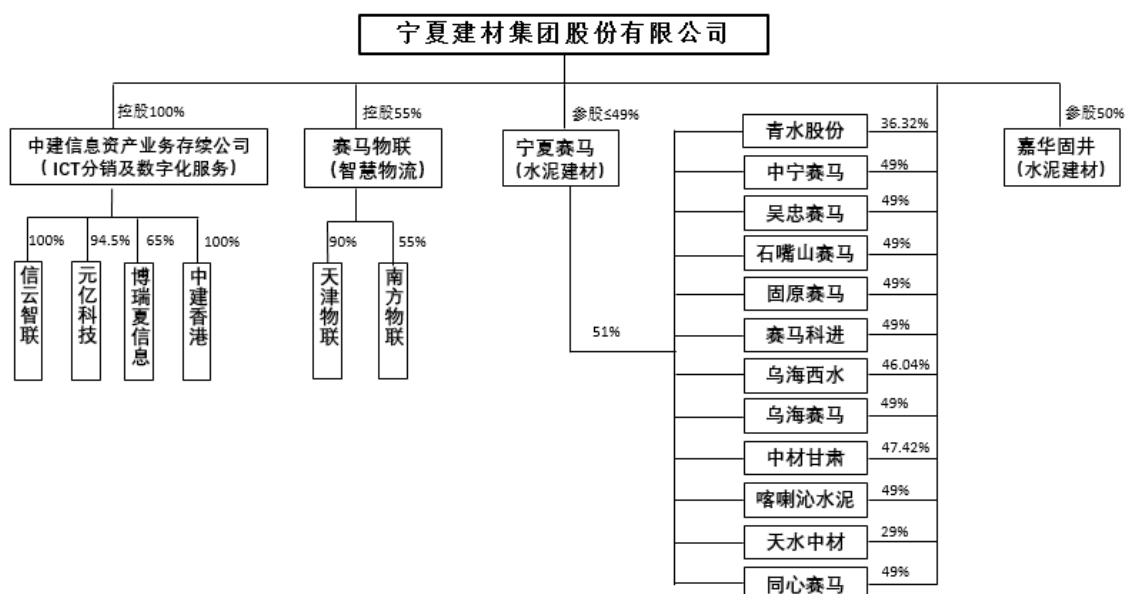 宁夏建材集团股份有限公司
控股100%
控股55%
参股≤49%
参股50%
中建信息资产业务存续公司
（ICT分销及数字化服务）
赛马物联
（智慧物流）
宁夏赛马
（水泥建材）
嘉华固井
（水泥建材）
100%
94.5%
65%
100%
90%
55%
信云智联
元亿科技
博瑞夏信息
中建香港
天津物联
南方物联
51%
青水股份
36.32%
中宁赛马
49%
吴忠赛马
49%
石嘴山赛马
49%
固原赛马
49%
赛马科进
49%
乌海西水
46.04%
乌海赛马
49%
中材甘肃
47.42%
喀喇沁水泥
49%
天水中材
29%
同心赛马
49%